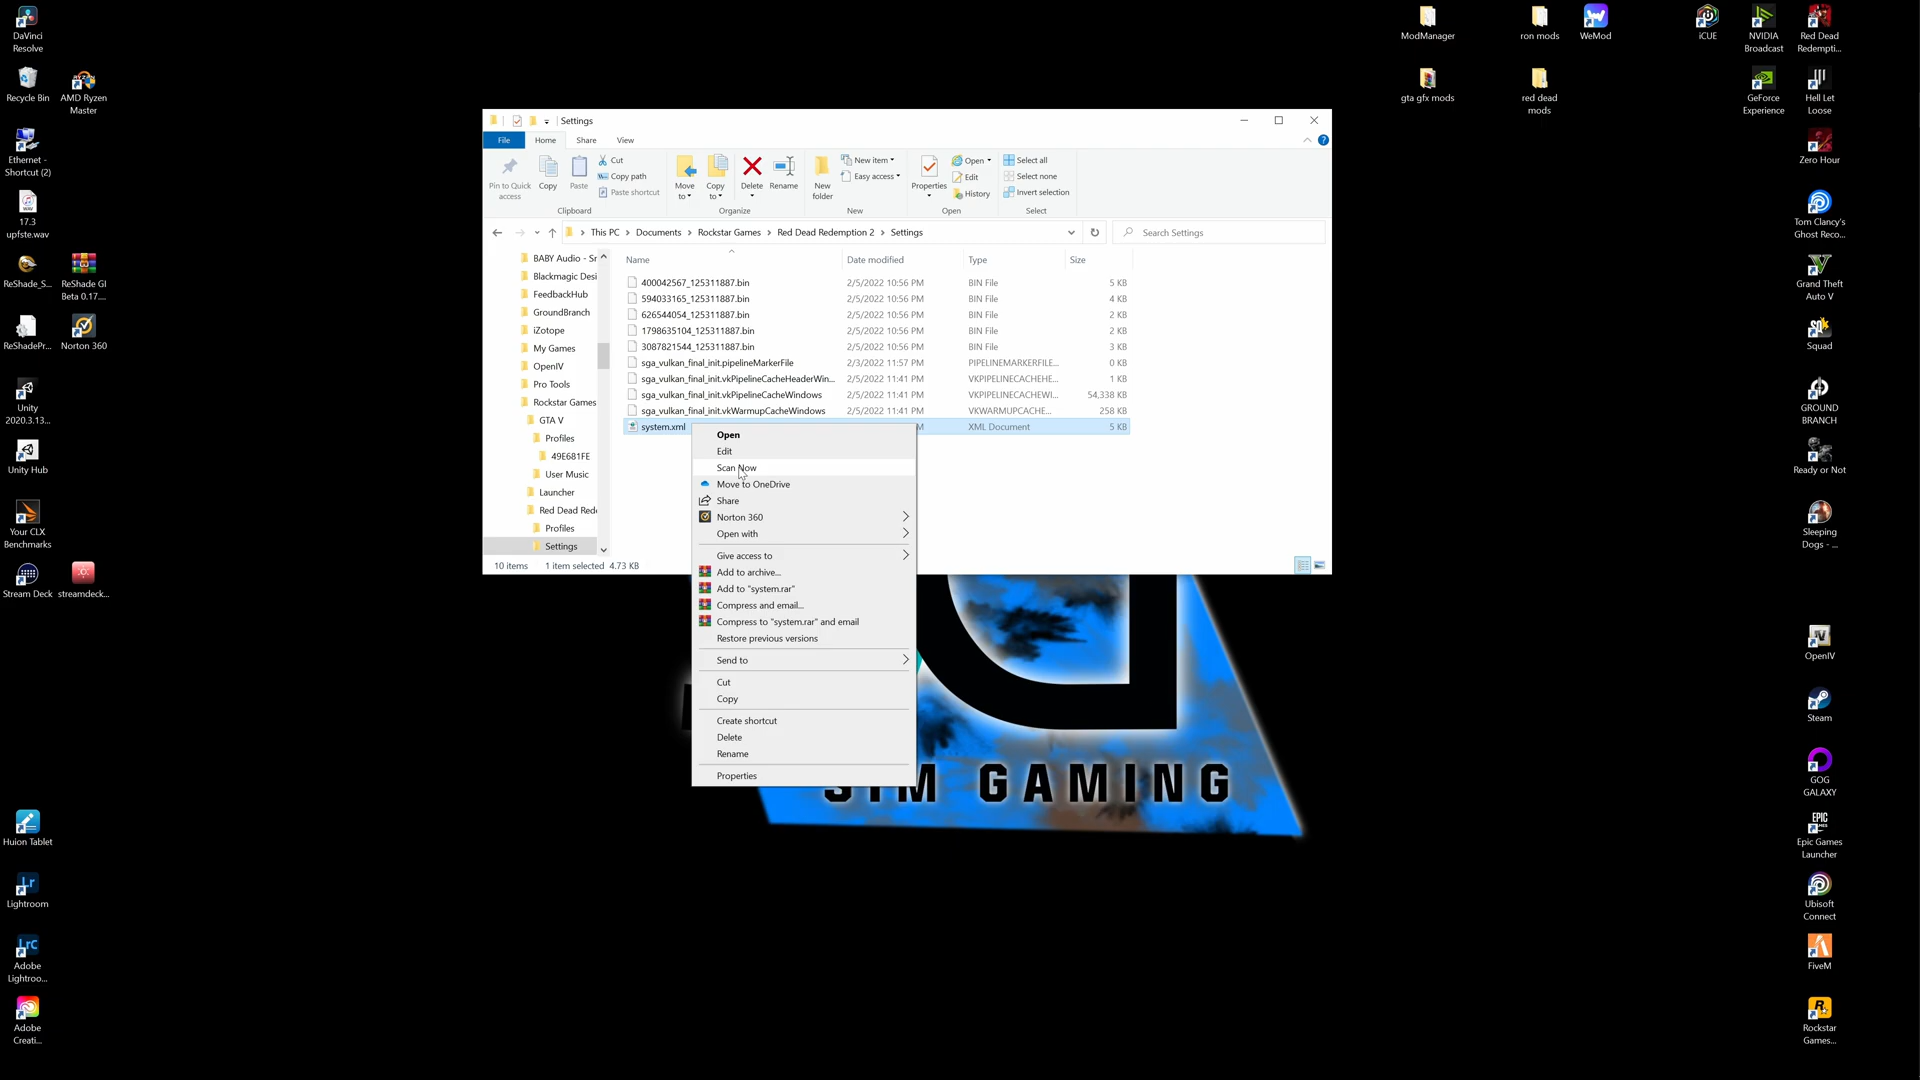 DaVinci
Resolve
Recycle Bin
AMD Ryzen
Master
Ethernet -
Shortcut (2)
17.3
upfste.wav
ReShade_S...
ReShade GI
Beta 0.17....
ReShadePr...
Norton 360
Unity
2020.3.13...
Unity Hub
Your CLX
Benchmarks
Stream Deck
streamdeck...
Huion Tablet
Lr
Lightroom
LrC
Adobe
Lightroo...
Adobe
Creati...
Settings
File
Home
Share
View
Pin to Quick
access
Copy
Paste
Cut
Copy path
Paste shortcut
Clipboard
Move
to
Copy
to
Delete
Rename
Organize
New
folder
New item
Easy access
New
Properties
Open
Edit
History
Open
Select all
Select none
Invert selection
Select
This PC > Documents > Rockstar Games > Red Dead Redemption 2 > Settings
Search Settings
BABY Audio - Sr
Blackmagic Desi
FeedbackHub
GroundBranch
iZotope
My Games
OpenIV
Pro Tools
Rockstar Games
GTA V
Profiles
49E681FE
User Music
Launcher
Red Dead Rede
Profiles
Settings
Name Date modified Type Size
400042567_125311887.bin 2/5/2022 10:56 PM BIN File 5 KB
594033165_125311887.bin 2/5/2022 10:56 PM BIN File 4 KB
626544054_125311887.bin 2/5/2022 10:56 PM BIN File 2 KB
1798635104_125311887.bin 2/5/2022 10:56 PM BIN File 2 KB
3087821544_125311887.bin 2/5/2022 10:56 PM BIN File 3 KB
sga_vulkan_final_init.pipelineMarkerFile 2/3/2022 11:57 PM PIPELINEMARKERFILE... 0 KB
sga_vulkan_final_init.vkPipelineCacheHeaderWin... 2/5/2022 11:41 PM VKPIPELINECACHEHE... 1 KB
sga_vulkan_final_init.vkPipelineCacheWindows 2/5/2022 11:41 PM VKPIPELINECACHEWI... 54,338 KB
sga_vulkan_final_init.vkWarmupCacheWindows 2/5/2022 11:41 PM VKWARMUPCACHE... 258 KB
system.xml M XML Document 5 KB
10 items 1 item selected 4.73 KB
Open
Edit
Scan Now
Move to OneDrive
Share
Norton 360
Open with
Give access to
Add to archive...
Add to "system.rar"
Compress and email...
Compress to "system.rar" and email
Restore previous versions
Send to
Cut
Copy
Create shortcut
Delete
Rename
Properties
GAMING
ModManager
ron mods
WeMod
iCUE
NVIDIA
Broadcast
Red Dead
Redempti...
gta gfx mods
red dead
mods
GeForce
Experience
Hell Let
Loose
Zero Hour
Tom Clancy's
Ghost Reco...
Grand Theft
Auto V
Squad
GROUND
BRANCH
Ready or Not
Sleeping
Dogs - ...
OpenIV
Steam
GOG
GALAXY
EPIC
Epic Games
Launcher
Ubisoft
Connect
FiveM
Rockstar
Games...